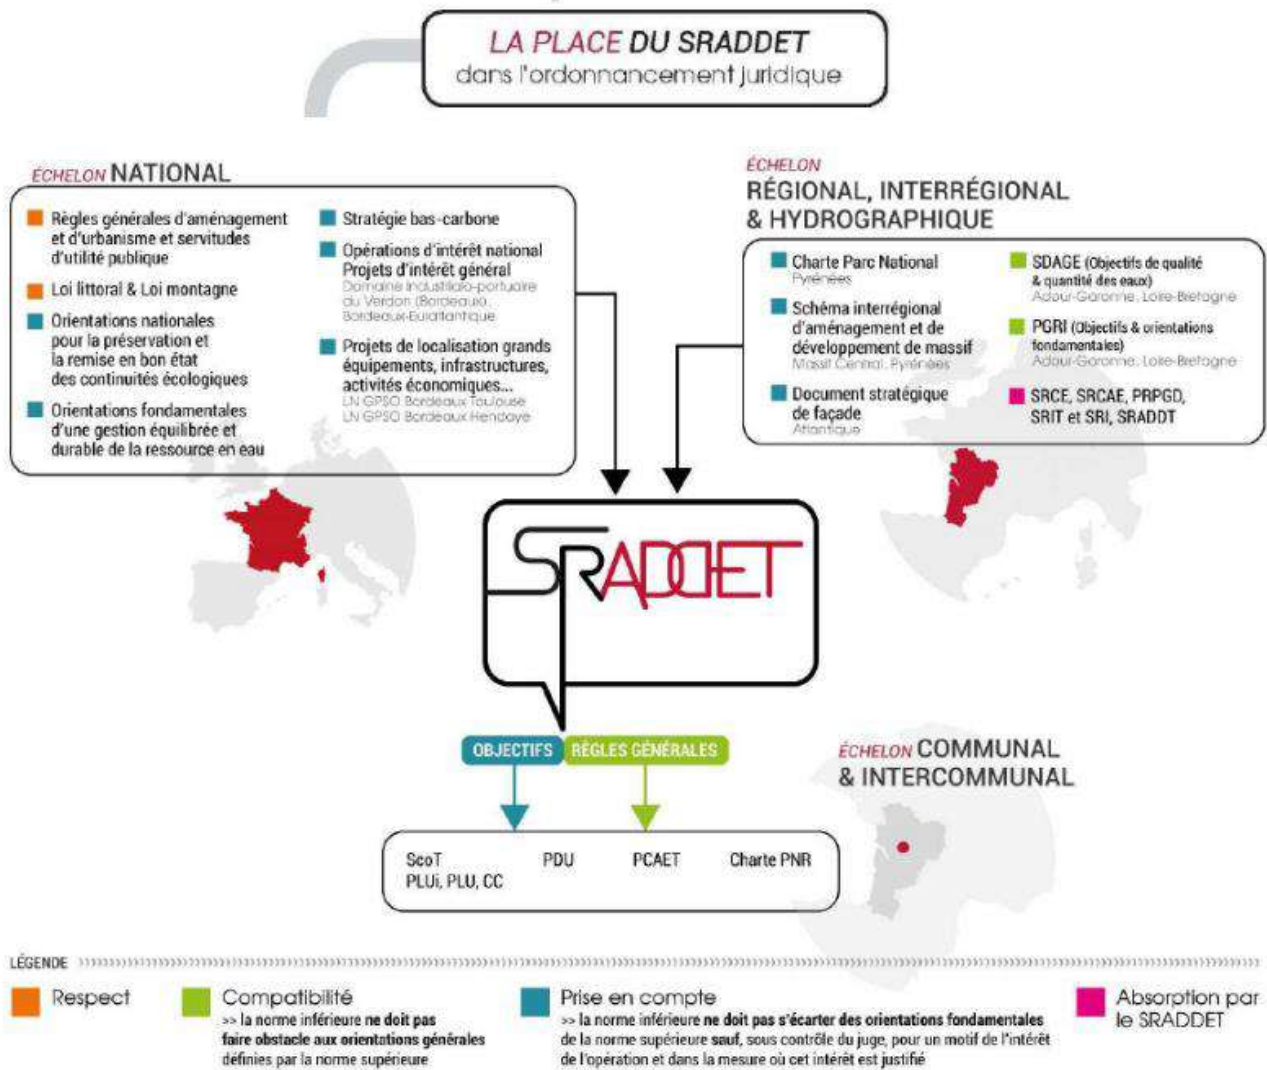 LA PLACE DU SRADDET
dans l'ordonnancement juridique
ÉCHELON NATIONAL
Règles générales d'aménagement
et d'urbanisme et servitudes
d'utilité publique
Loi littoral & Loi montagne
Orientations nationales
pour la préservation et
la remise en bon état
des continuités écologiques
Orientations fondamentales
d'une gestion équilibrée et
durable de la ressource en eau
Stratégie bas-carbone
Opérations d'intérêt national
Projets d'intérêt général
Domaine industrialo-portuaire
du Verdon (Bordeaux),
Bordeaux-Euratlantique
Projets de localisation grands
équipements, infrastructures,
activités économiques...
LN GPSO Bordeaux Toulouse
LN GPSO Bordeaux Hendaye
ÉCHELON
RÉGIONAL, INTERRÉGIONAL
& HYDROGRAPHIQUE
Charte Parc National
Pyrénées
Schéma interrégional
d'aménagement et de
développement de massif
Massif Central, Pyrénées
Document stratégique
de façade
Atlantique
SDAGE (Objectifs de qualité
& quantité des eaux)
Adour-Garonne, Loire-Bretagne
PGRI (Objectifs & orientations
fondamentales)
Adour-Garonne, Loire-Bretagne
SRCE, SRCAE, PRPGD,
SRIT et SRI, SRADDT
SRADDET
OBJECTIFS RÈGLES GÉNÉRALES
ÉCHELON COMMUNAL
& INTERCOMMUNAL
ScoT PDU PCAET Charte PNR
PLUi, PLU, CC
LÉGENDE
Respect
Compatibilité
>> la norme inférieure ne doit pas
faire obstacle aux orientations générales
définies par la norme supérieure
Prise en compte
>> la norme inférieure ne doit pas s'écarter des orientations fondamentales
de la norme supérieure sauf, sous contrôle du juge, pour un motif de l'intérêt
de l'opération et dans la mesure où cet intérêt est justifié
Absorption par
le SRADDET